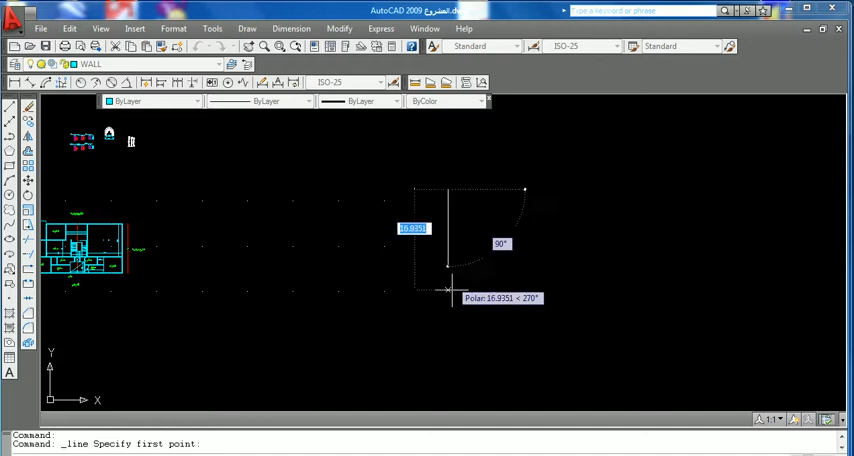 AutoCAD 2009 المشروع.dw
Type a keyword or phrase
File Edit View Insert Format Tools Draw Dimension Modify Express Window Help
Standard ISO-25 Standard
WALL
ISO-25
ByLayer ByLayer ByLayer ByColor
16.9351
90°
Polar: 16.9351 < 270°
Y
X
A
1:1
Command:
Command: _line Specify first point: